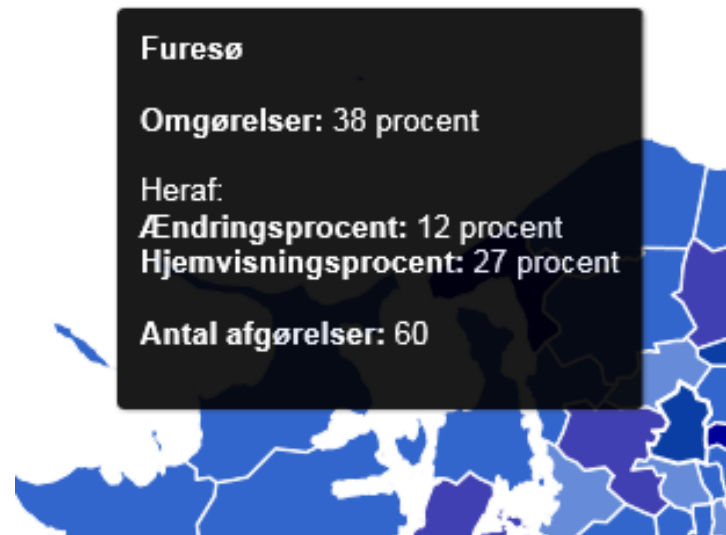 Furesø
Omgørelser: 38 procent
Heraf:
Ændringsprocent: 12 procent
Hjemvisningsprocent: 27 procent
Antal afgørelser: 60